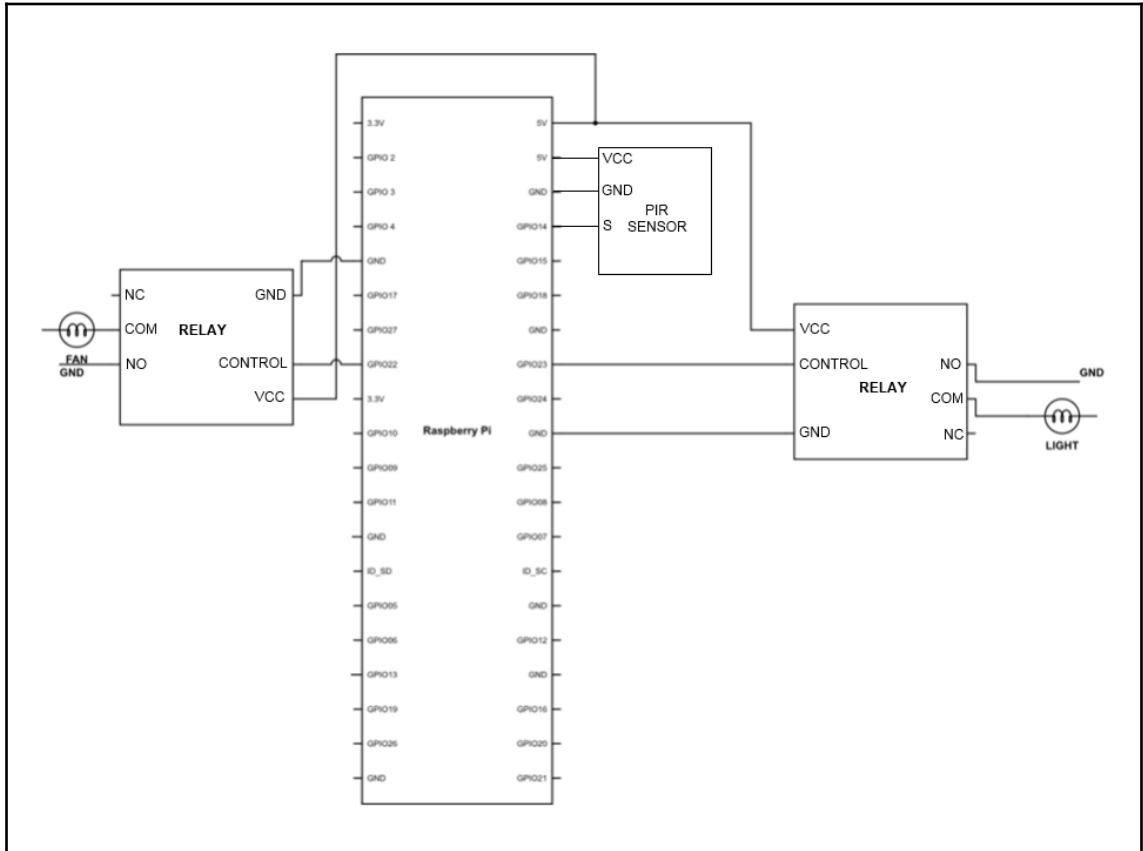 3.3V
GPIO 2
GPIO 3
GPIO 4
GND
GPIO17
GPIO27
GPIO22
3.3V
GPIO10
GPIO09
GPIO11
GND
ID_SD
GPIO05
GPIO06
GPIO13
GPIO19
GPIO26
GND
Raspberry Pi
5V
5V
GND
GPIO14
GPIO15
GPIO18
GND
GPIO23
GPIO24
GND
GPIO25
GPIO08
GPIO07
ID_SC
GND
GPIO12
GND
GPIO16
GPIO20
GPIO21
VCC
GND
PIR
S SENSOR
NC GND
COM RELAY
NO CONTROL
VCC
FAN
GND
VCC
CONTROL NO
RELAY
COM
GND NC
GND
LIGHT